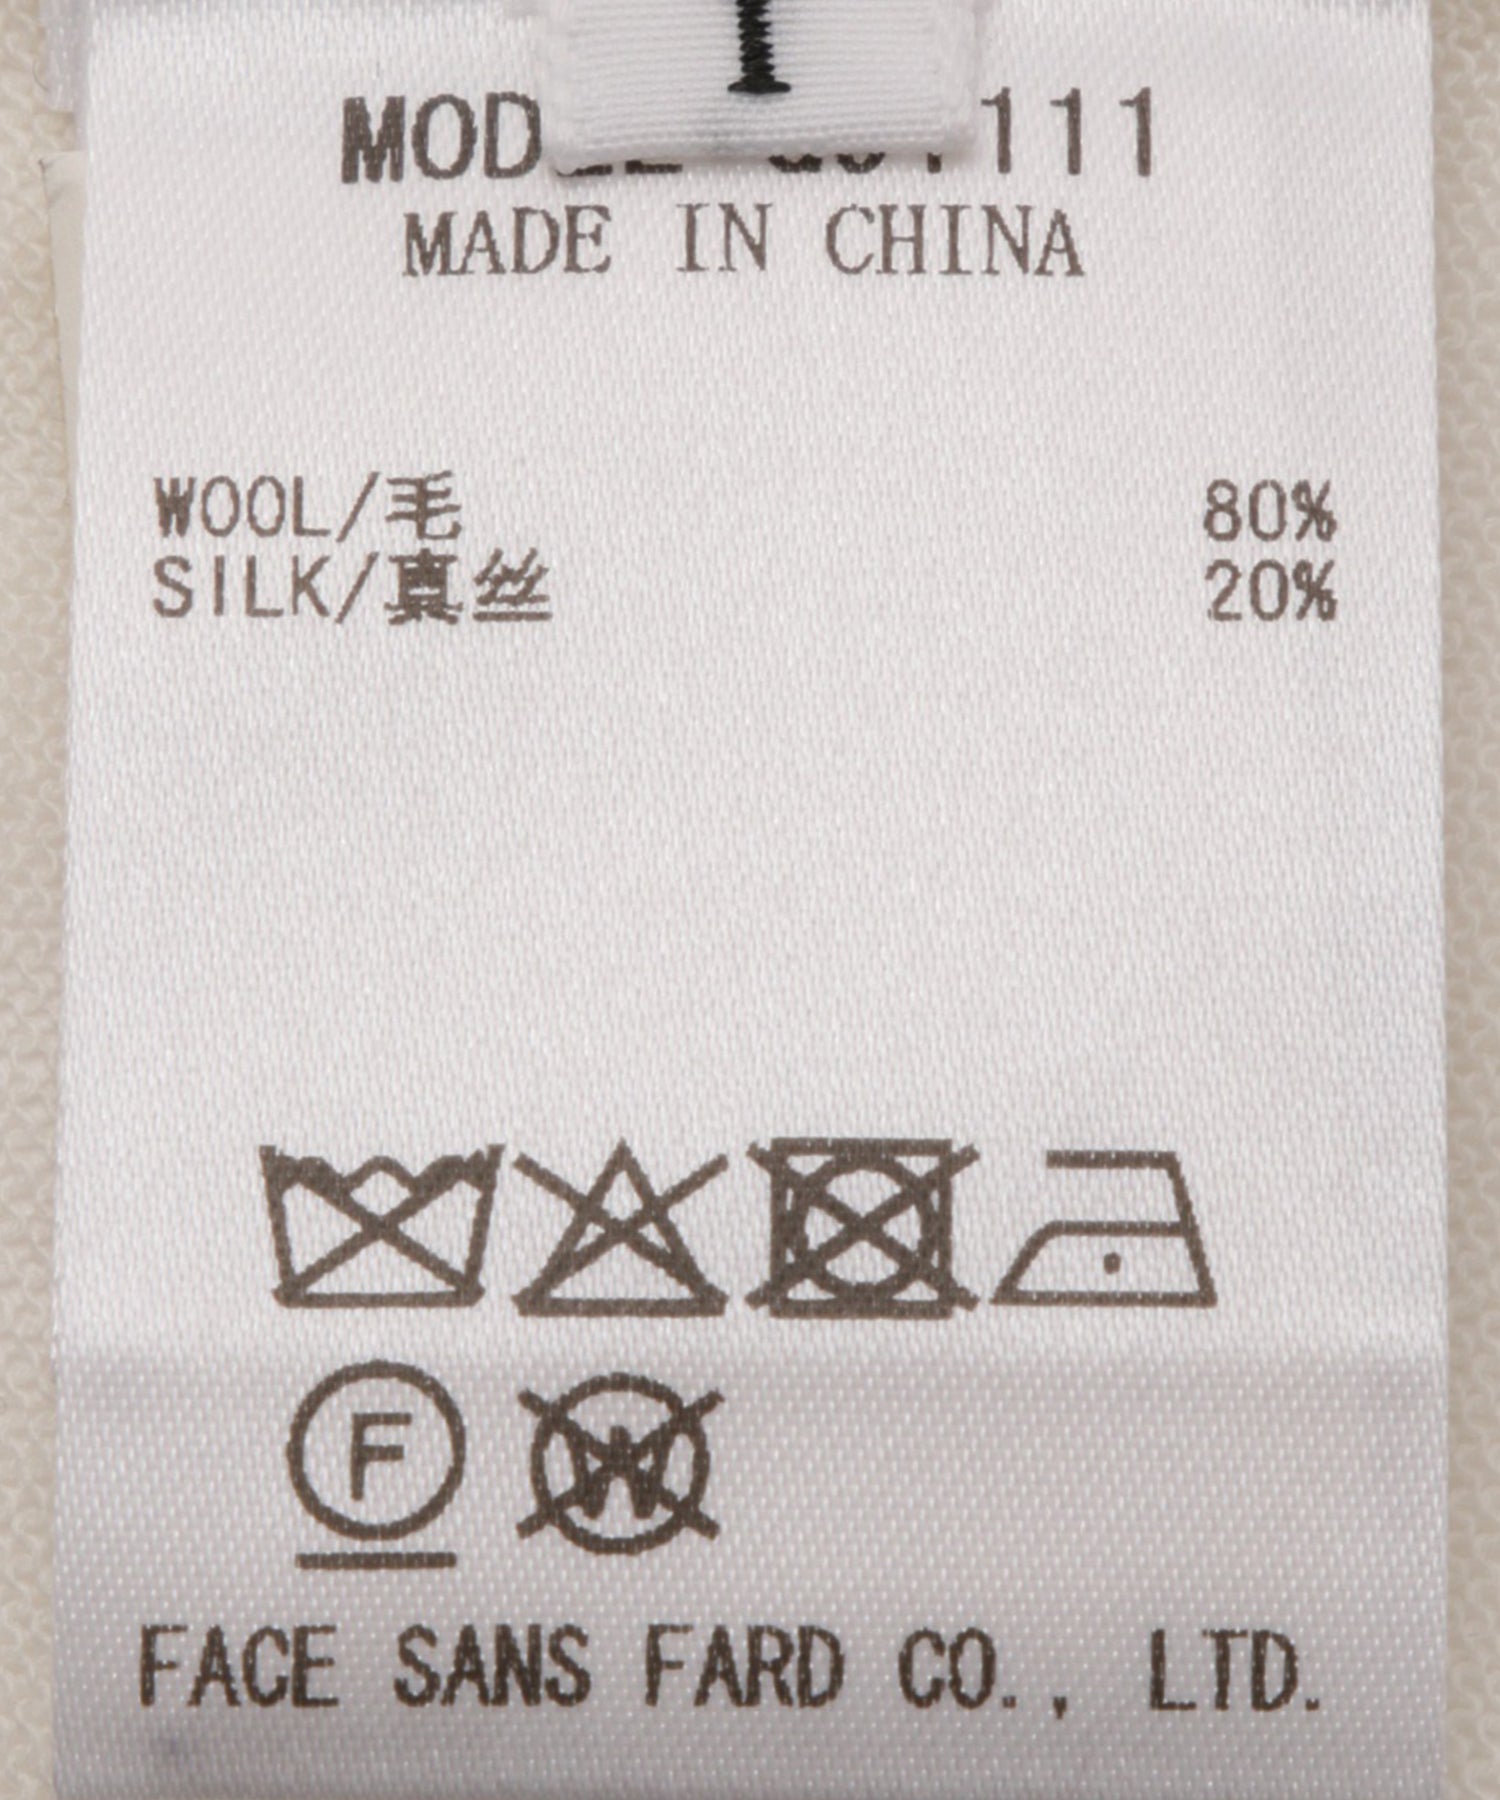 MADE IN CHINA
WOOL/毛 80%
SILK/真丝 20%
F
W
FACE SANS FARD CO., LTD.